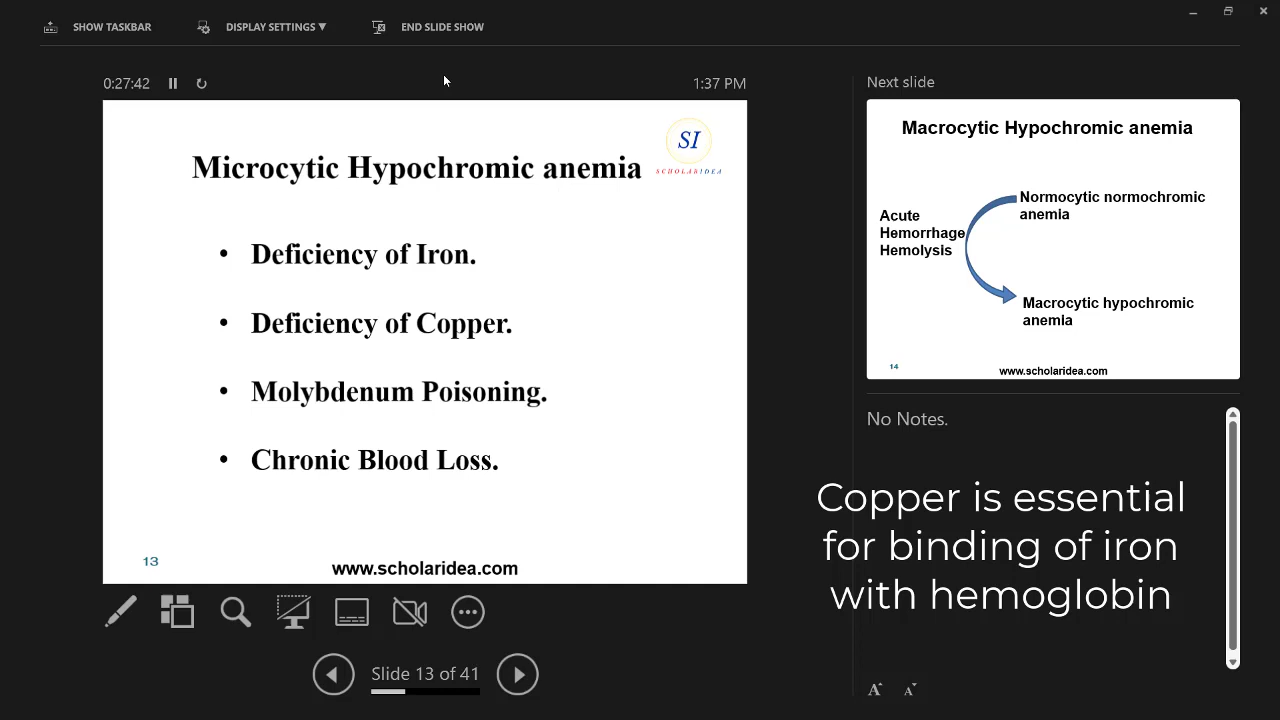 SHOW TASKBAR
DISPLAY SETTINGS ▼
END SLIDE SHOW
0:27:42
1:37 PM
SI
SCHOLARIDEA
Microcytic Hypochromic anemia
• Deficiency of Iron.
• Deficiency of Copper.
• Molybdenum Poisoning.
• Chronic Blood Loss.
13
www.scholaridea.com
Slide 13 of 41
Next slide
Macrocytic Hypochromic anemia
Normocytic normochromic
anemia
Acute
Hemorrhage
Hemolysis
Macrocytic hypochromic
anemia
14
www.scholaridea.com
No Notes.
Copper is essential
for binding of iron
with hemoglobin
A A